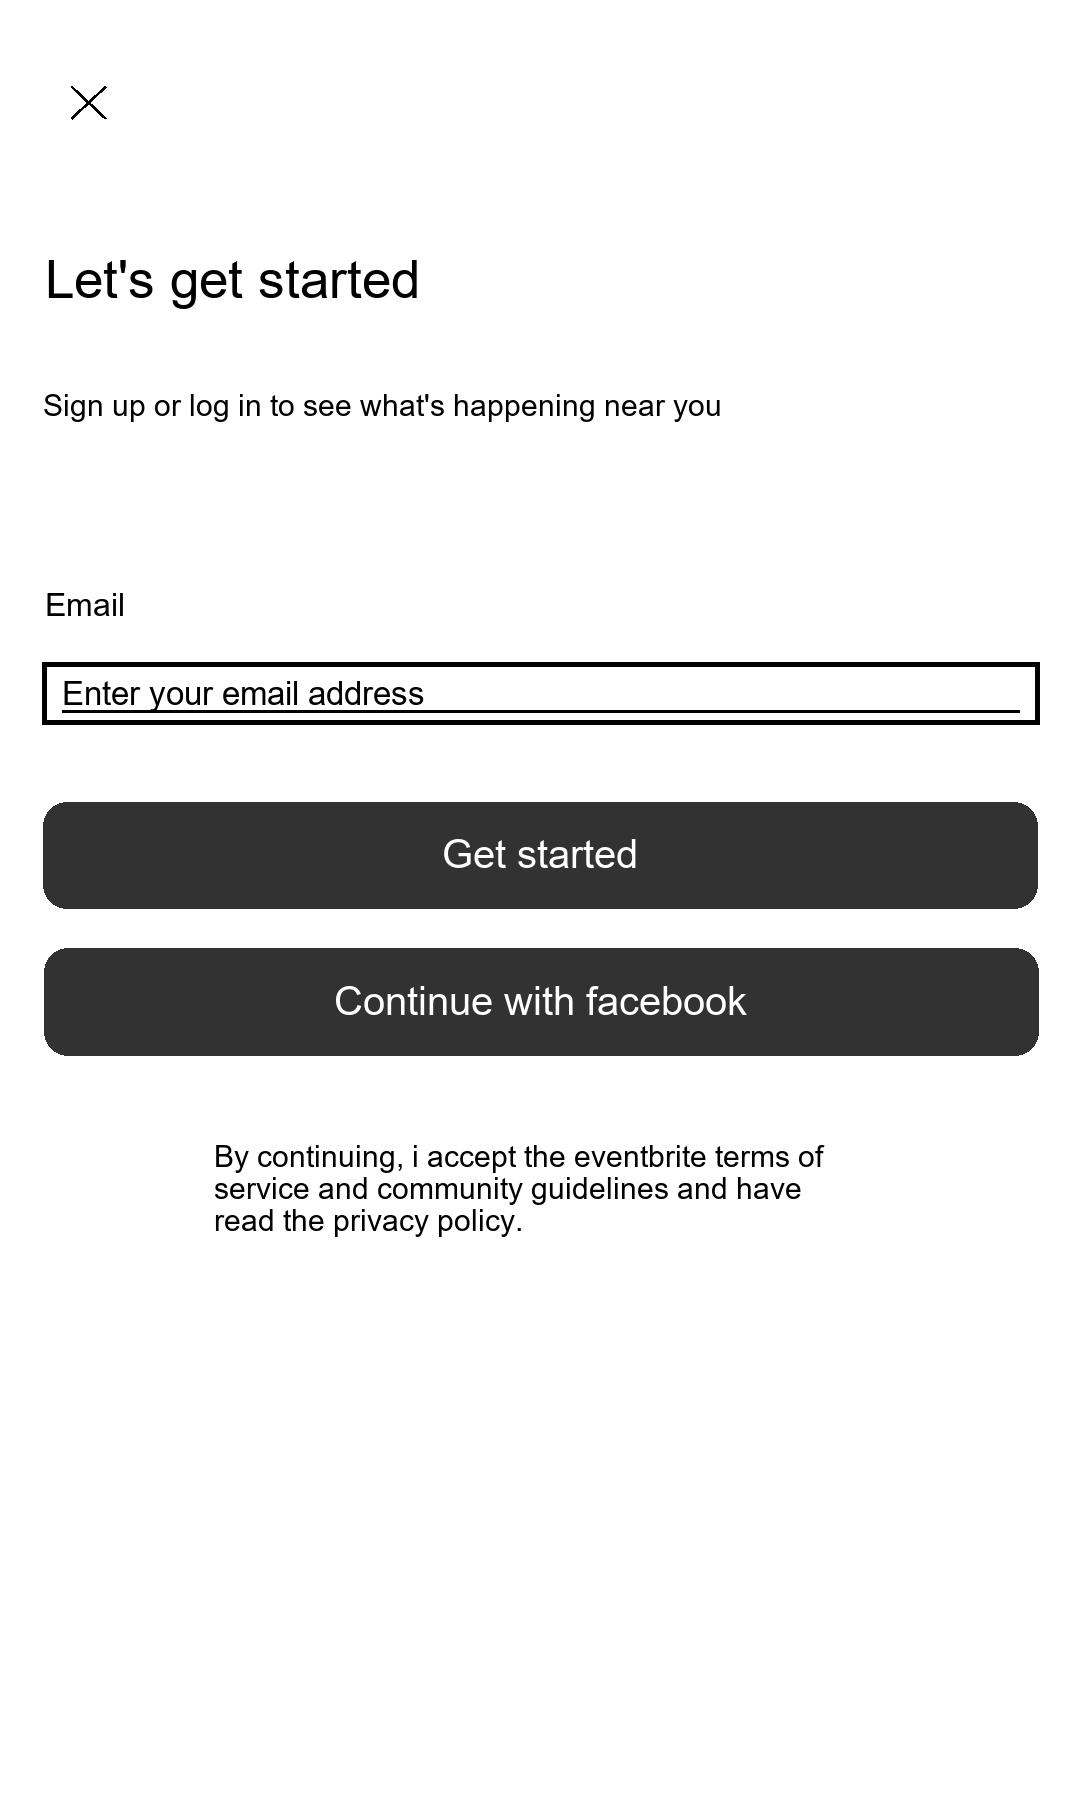 Let's get started
Sign up or log in to see what's happening near you
Email
Enter your email address
Get started
Continue with facebook
By continuing, i accept the eventbrite terms of
service and community guidelines and have
read the privacy policy.